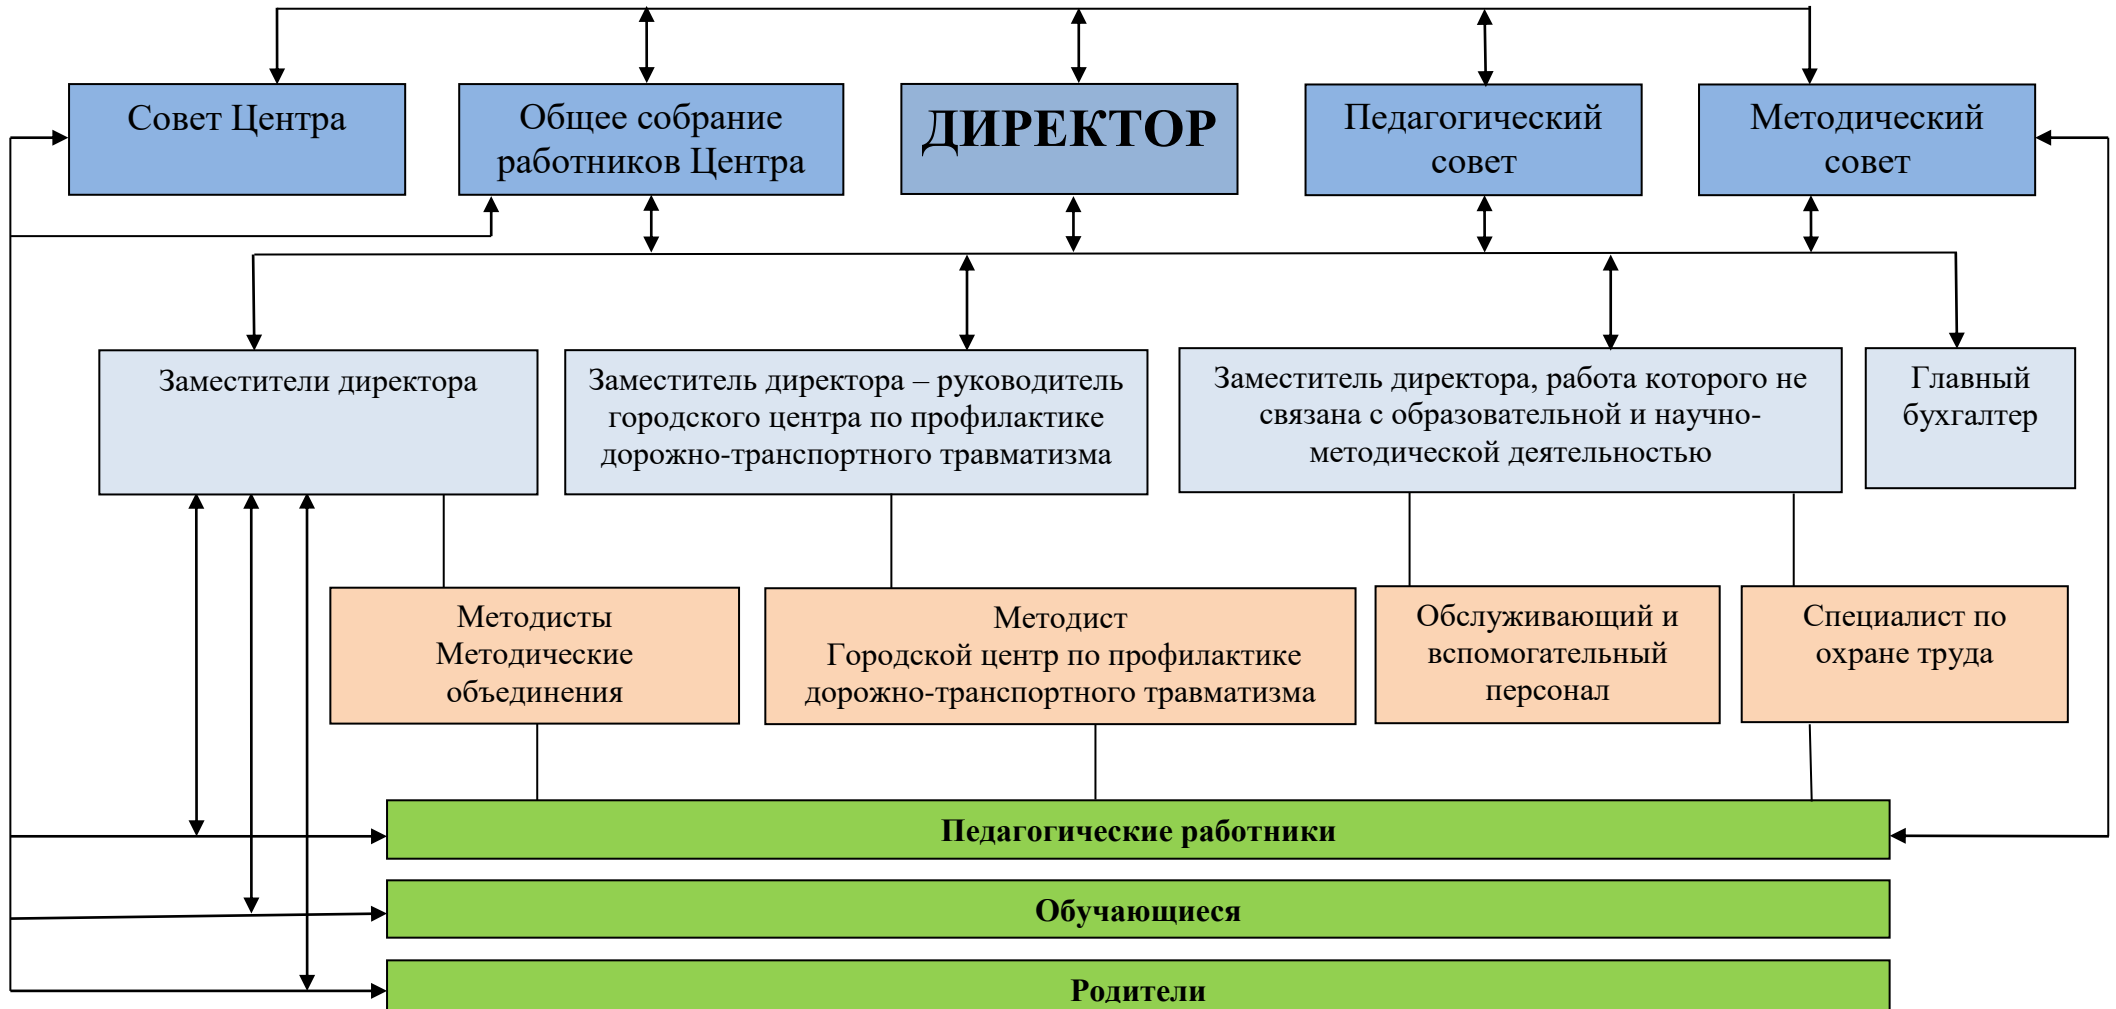 Совет Центра
Общее собрание
работников Центра
ДИРЕКТОР
Педагогический
совет
Методический
совет
Заместители директора
Заместитель директора – руководитель
городского центра по профилактике
дорожно-транспортного травматизма
Заместитель директора, работа которого не
связана с образовательной и научно-
методической деятельностью
Главный
бухгалтер
Методисты
Методические
объединения
Методист
Городской центр по профилактике
дорожно-транспортного травматизма
Обслуживающий и
вспомогательный
персонал
Специалист по
охране труда
Педагогические работники
Обучающиеся
Родители